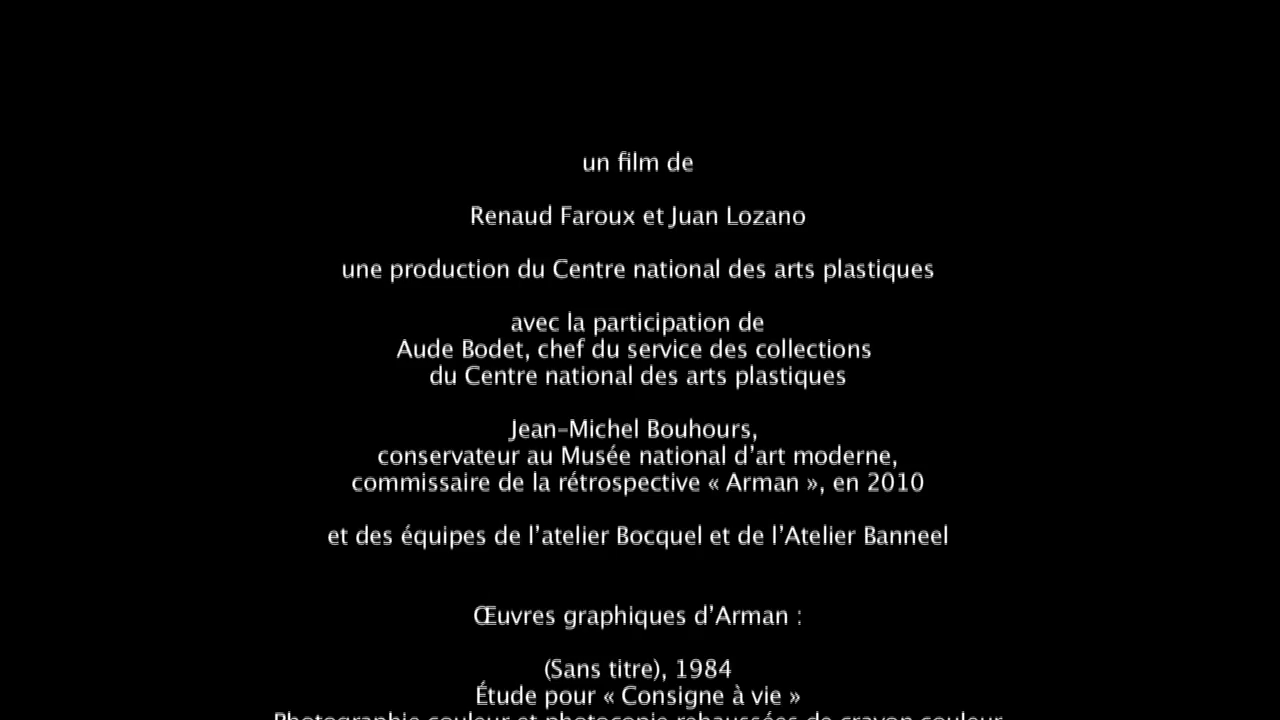 un film de
Renaud Faroux et Juan Lozano
une production du Centre national des arts plastiques
avec la participation de
Aude Bodet, chef du service des collections
du Centre national des arts plastiques
Jean-Michel Bouhours,
conservateur au Musée national d’art moderne,
commissaire de la rétrospective « Arman », en 2010
et des équipes de l’atelier Bocquel et de l’Atelier Banneel
Œuvres graphiques d’Arman :
(Sans titre), 1984
Étude pour « Consigne à vie »
Photographie couleur et photocopie rehaussées de crayon couleur